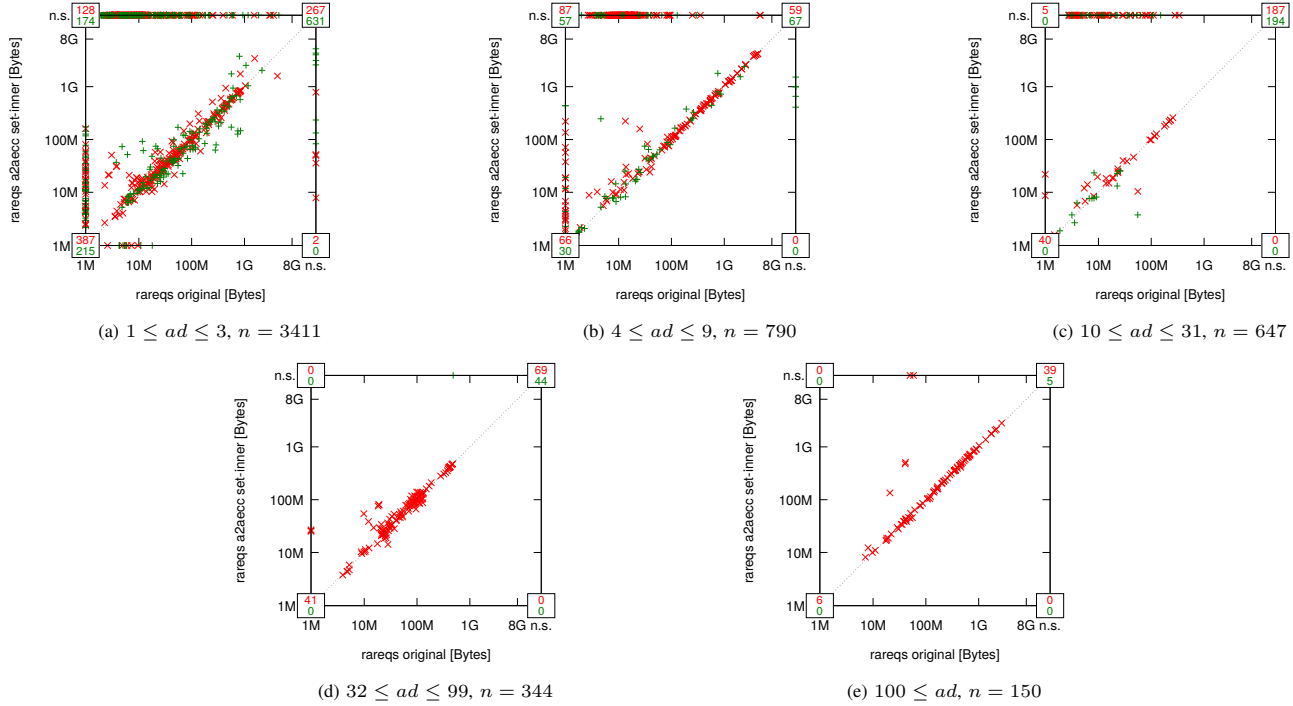 n.s.
128
174
267
631
8G
1G
100M
10M
1M
rareqs a2aecc set-inner [Bytes]
387
215
2
0
1M 10M 100M 1G 8G n.s.
rareqs original [Bytes]
(a) 1 ≤ ad ≤ 3, n = 3411
n.s.
87
57
59
67
8G
1G
100M
10M
1M
rareqs a2aecc set-inner [Bytes]
66
30
0
0
1M 10M 100M 1G 8G n.s.
rareqs original [Bytes]
(b) 4 ≤ ad ≤ 9, n = 790
n.s.
5
0
187
194
8G
1G
100M
10M
1M
rareqs a2aecc set-inner [Bytes]
40
0
0
0
1M 10M 100M 1G 8G n.s.
rareqs original [Bytes]
(c) 10 ≤ ad ≤ 31, n = 647
n.s.
0
0
69
44
8G
1G
100M
10M
1M
rareqs a2aecc set-inner [Bytes]
41
0
0
0
1M 10M 100M 1G 8G n.s.
rareqs original [Bytes]
(d) 32 ≤ ad ≤ 99, n = 344
n.s.
0
0
39
5
8G
1G
100M
10M
1M
rareqs a2aecc set-inner [Bytes]
6
0
0
0
1M 10M 100M 1G 8G n.s.
rareqs original [Bytes]
(e) 100 ≤ ad, n = 150